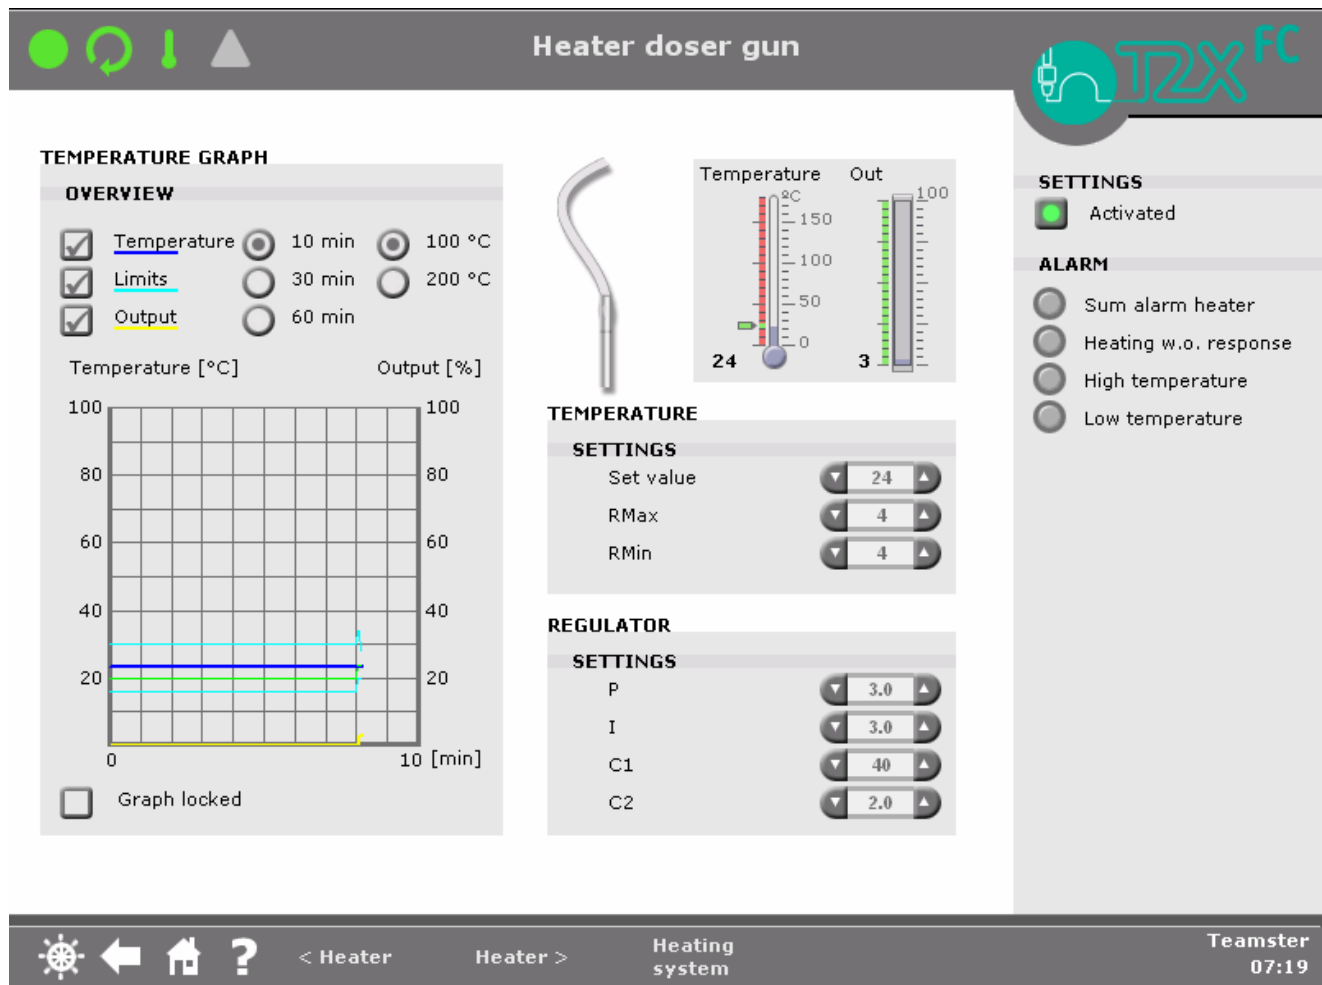 Heater doser gun
T2X FC
TEMPERATURE GRAPH
OVERVIEW
Temperature 10 min 100 °C
Limits 30 min 200 °C
Output 60 min
Temperature [°C] Output [%]
100 100
80 80
60 60
40 40
20 20
0 10 [min]
Graph locked
Temperature Out
ºC 100
150
100
50
0
24 3
TEMPERATURE
SETTINGS
Set value 24
RMax 4
RMin 4
REGULATOR
SETTINGS
P 3.0
I 3.0
C1 40
C2 2.0
SETTINGS
Activated
ALARM
Sum alarm heater
Heating w.o. response
High temperature
Low temperature
?
< Heater
Heater >
Heating
system
Teamster
07:19